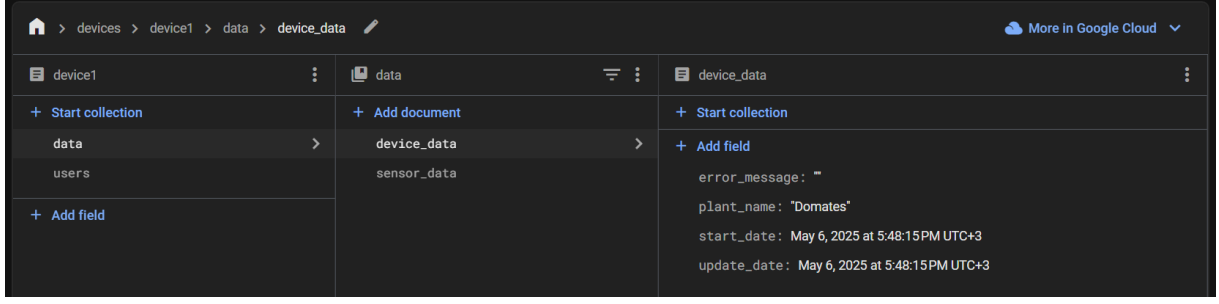 devices > device1 > data > device_data
More in Google Cloud
device1
data
device_data
+ Start collection
+ Add document
+ Start collection
data
device_data
+ Add field
users
sensor_data
error_message: ""
+ Add field
plant_name: "Domates"
start_date: May 6, 2025 at 5:48:15 PM UTC+3
update_date: May 6, 2025 at 5:48:15 PM UTC+3